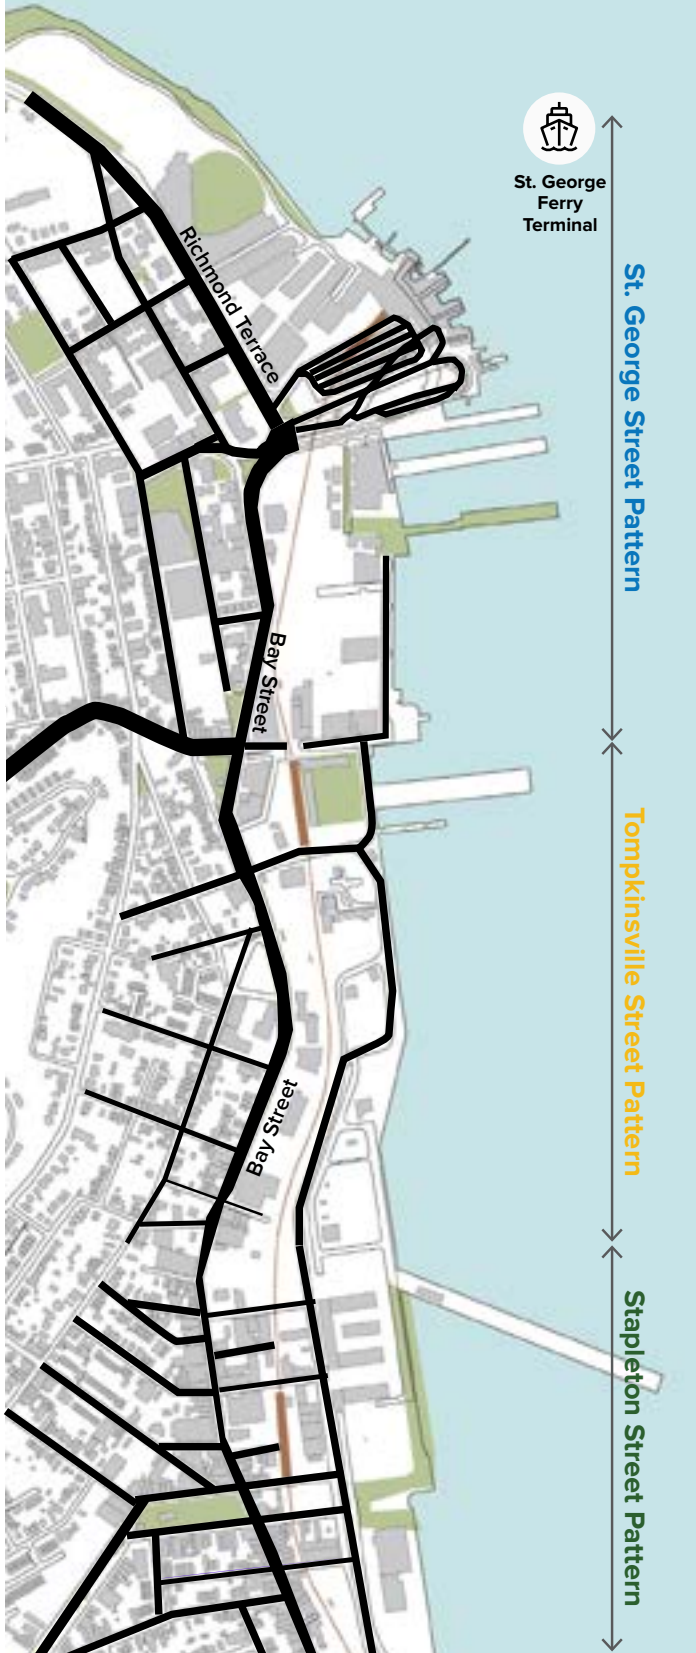 St. George
Ferry
Terminal
Richmond Terrace
St. George Street Pattern
Bay Street
Tompkinsville Street Pattern
Bay Street
Stapleton Street Pattern